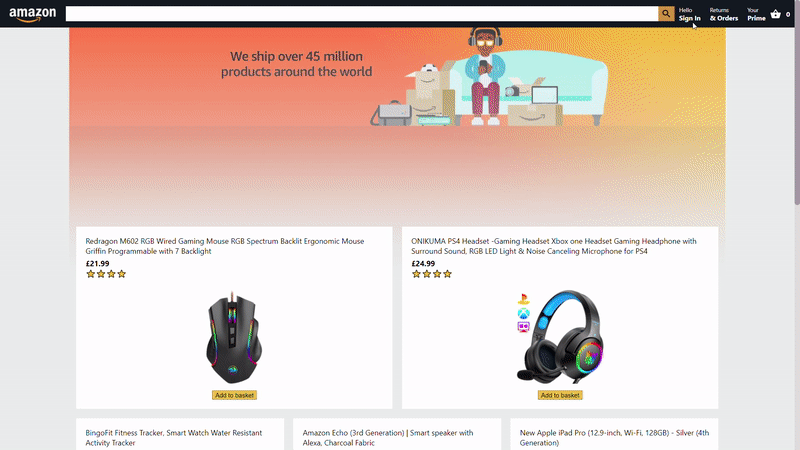 amazon
Hello
Sign In
Returns
& Orders
Your
Prime
0
We ship over 45 million
products around the world
Redragon M602 RGB Wired Gaming Mouse RGB Spectrum Backlit Ergonomic Mouse
Griffin Programmable with 7 Backlight
£21.99
Add to basket
ONIKUMA PS4 Headset -Gaming Headset Xbox one Headset Gaming Headphone with
Surround Sound, RGB LED Light & Noise Canceling Microphone for PS4
£24.99
Add to basket
BingoFit Fitness Tracker, Smart Watch Water Resistant
Activity Tracker
Amazon Echo (3rd Generation) | Smart speaker with
Alexa, Charcoal Fabric
New Apple iPad Pro (12.9-inch, Wi-Fi, 128GB) - Silver (4th
Generation)